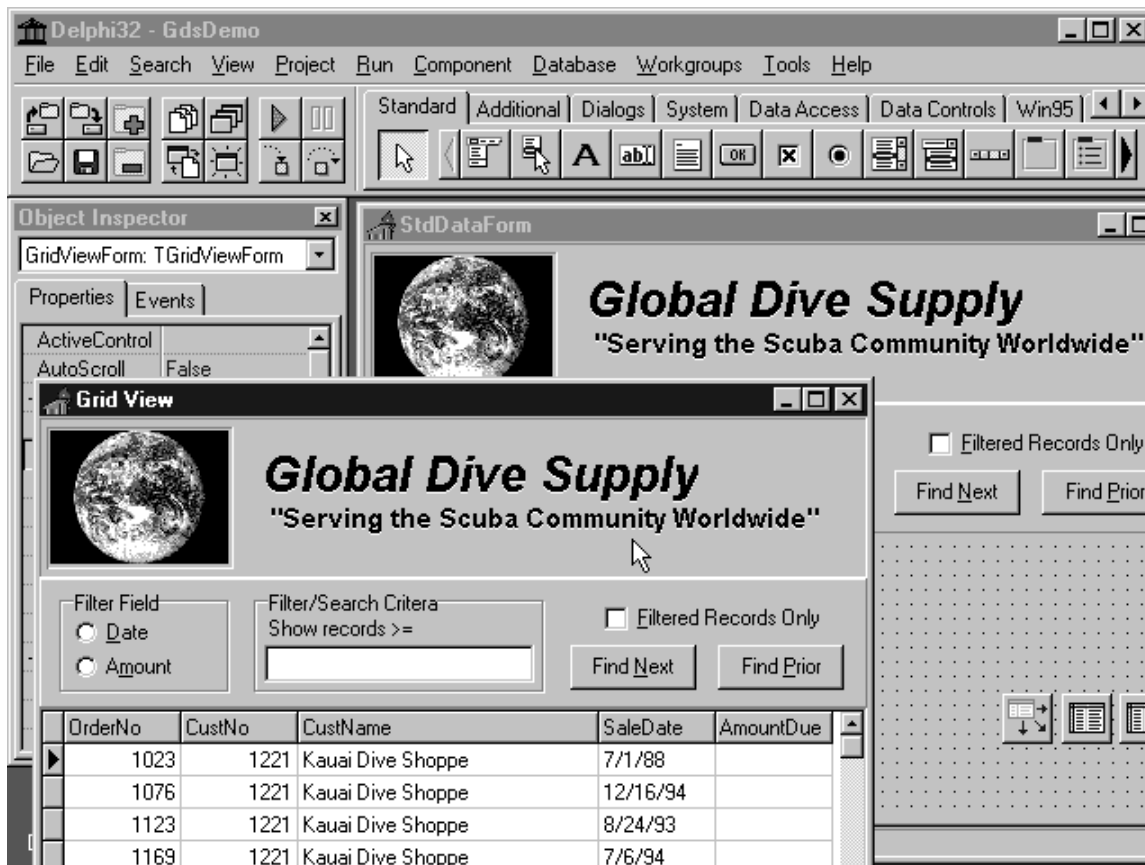 Delphi32 - GdsDemo
File Edit Search View Project Run Component Database Workgroups Tools Help
Standard Additional Dialogs System Data Access Data Controls Win95
A ab OK
Object Inspector
GridViewForm: TGridViewForm
Properties Events
ActiveControl
AutoScroll False
StdDataForm
Global Dive Supply
"Serving the Scuba Community Worldwide"
Filtered Records Only
Find Next Find Prior
Grid View
Global Dive Supply
"Serving the Scuba Community Worldwide"
Filter Field
Date
Amount
Filter/Search Critera
Show records >=
Filtered Records Only
Find Next Find Prior
OrderNo CustNo CustName SaleDate AmountDue
1023 1221 Kauai Dive Shoppe 7/1/88
1076 1221 Kauai Dive Shoppe 12/16/94
1123 1221 Kauai Dive Shoppe 8/24/93
1169 1221 Kauai Dive Shoppe 7/6/94